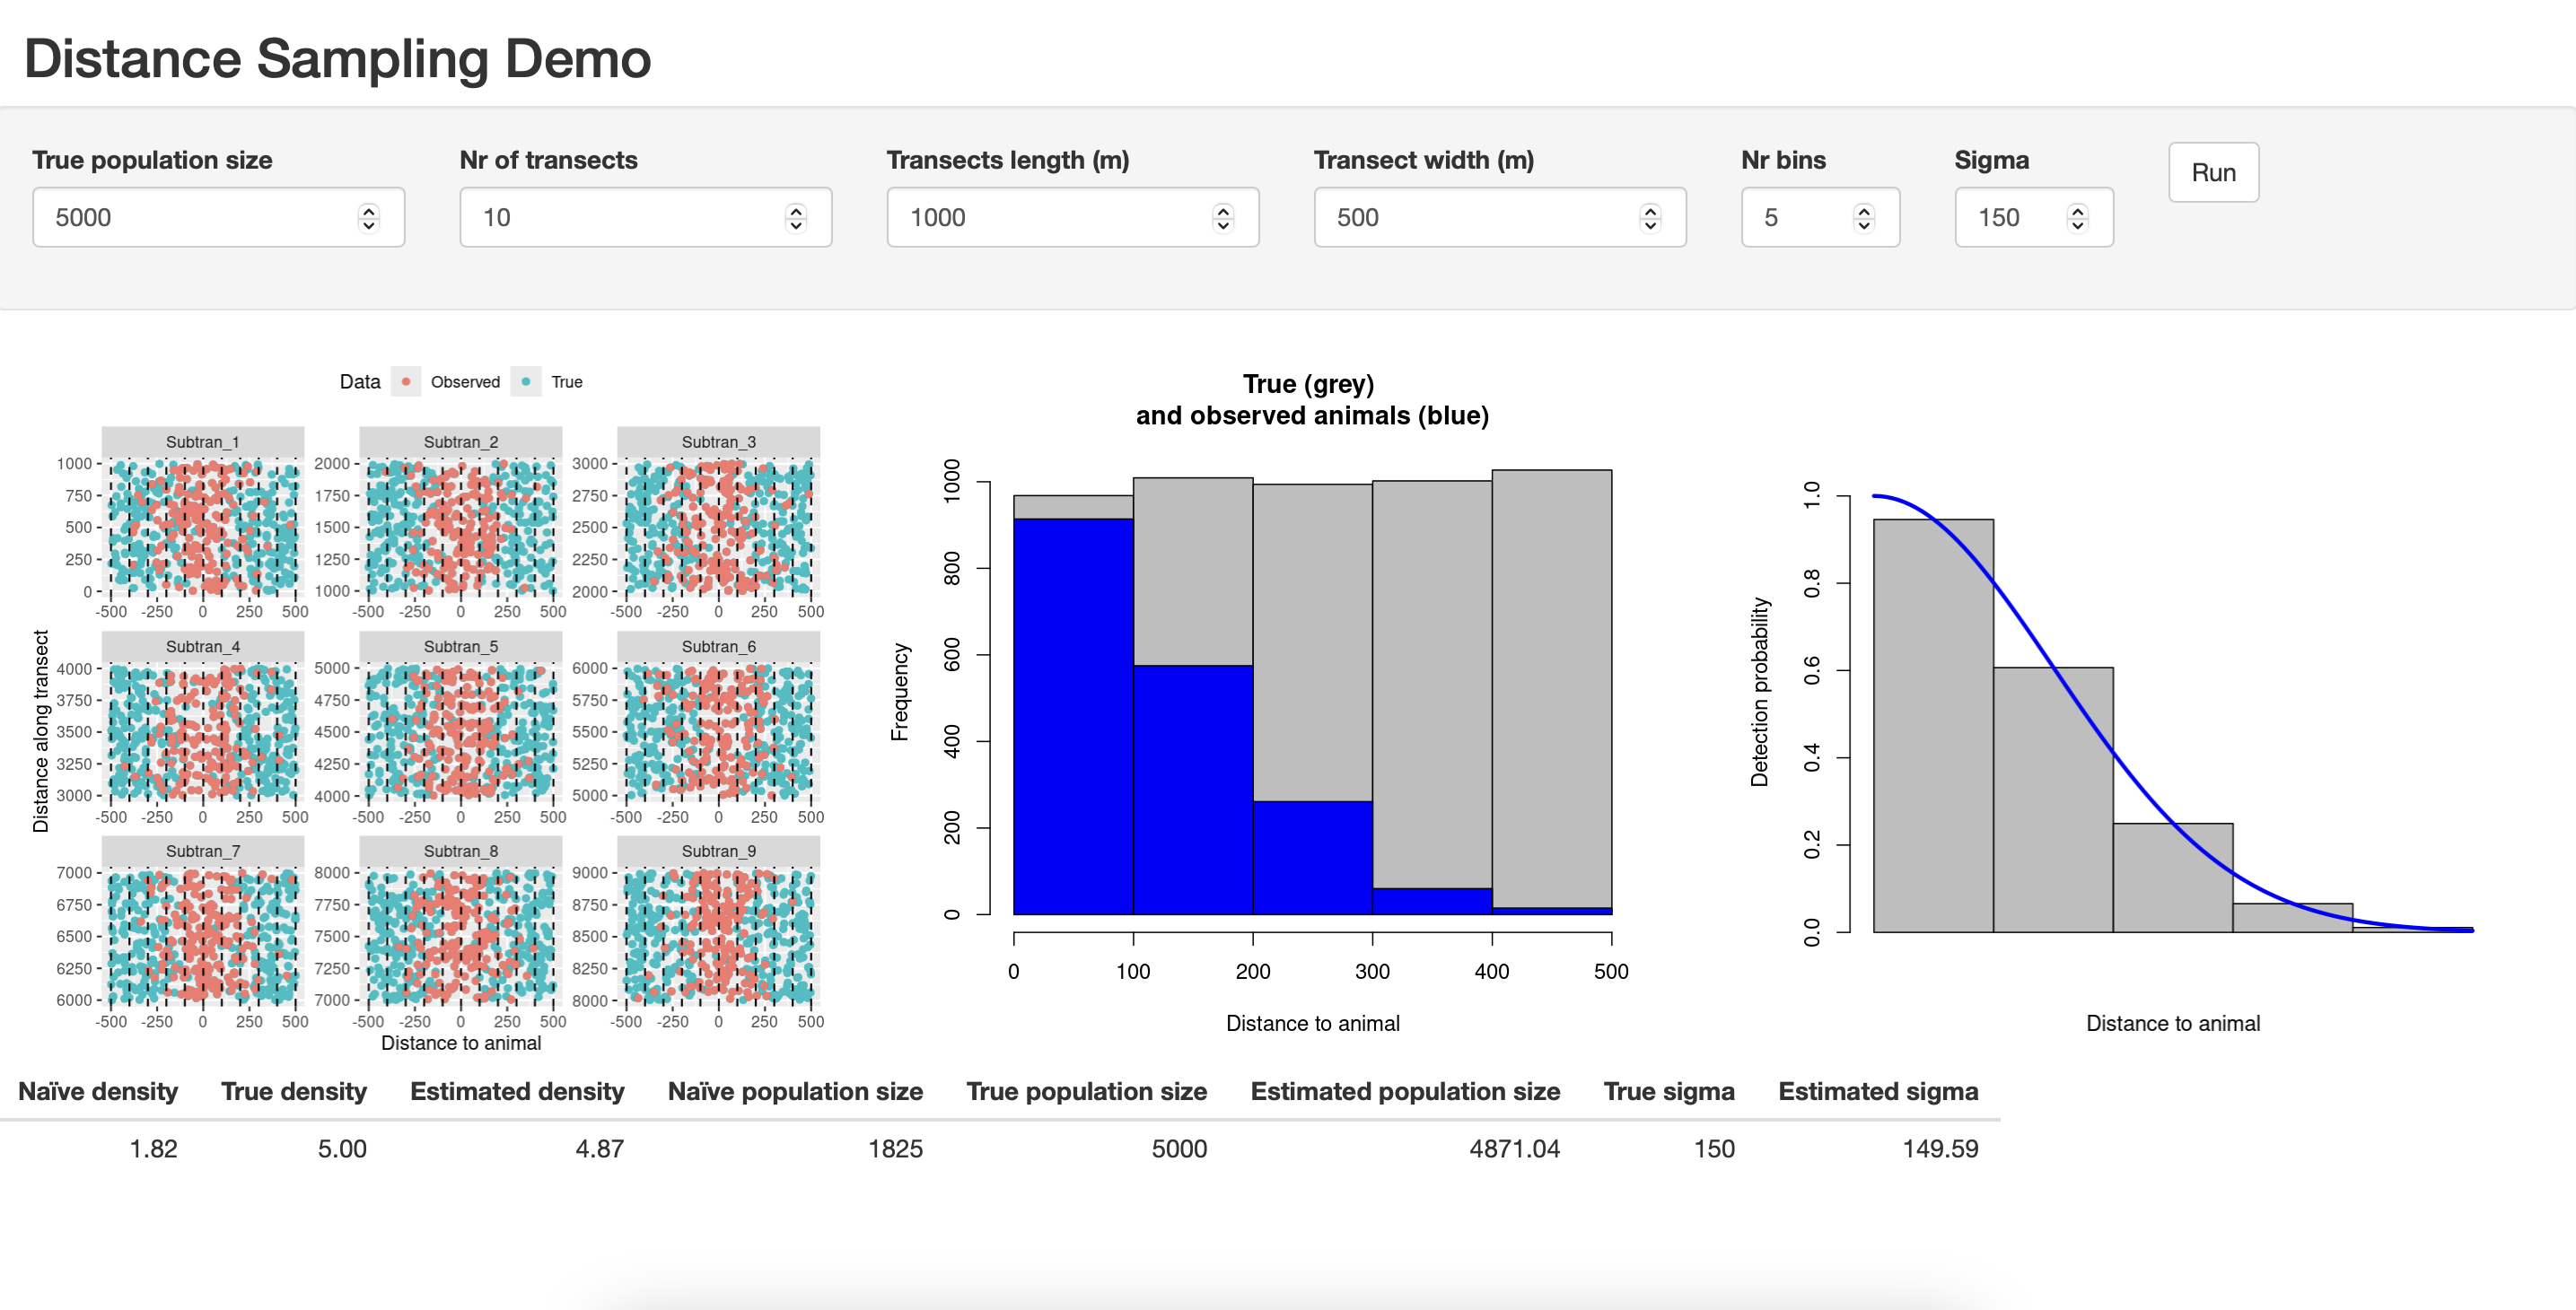 Distance Sampling Demo
True population size Nr of transects Transects length (m) Transect width (m) Nr bins Sigma Run
5000 10 1000 500 5 150
Data Observed True
Subtran_1 Subtran_2 Subtran_3
1000 750 500 250 0
2000 1750 1500 1250 1000
3000 2750 2500 2250 2000
-500 -250 0 250 500 -500 -250 0 250 500 -500 -250 0 250 500
Subtran_4 Subtran_5 Subtran_6
4000 3750 3500 3250 3000
5000 4750 4500 4250 4000
6000 5750 5500 5250 5000
-500 -250 0 250 500 -500 -250 0 250 500 -500 -250 0 250 500
Subtran_7 Subtran_8 Subtran_9
7000 6750 6500 6250 6000
8000 7750 7500 7250 7000
9000 8750 8500 8250 8000
-500 -250 0 250 500 -500 -250 0 250 500 -500 -250 0 250 500
Distance along transect
Distance to animal
True (grey)
and observed animals (blue)
Frequency
0 200 400 600 800 1000
0 100 200 300 400 500
Distance to animal
Detection probability
0.0 0.2 0.4 0.6 0.8 1.0
Distance to animal
Naïve density True density Estimated density Naïve population size True population size Estimated population size True sigma Estimated sigma
1.82 5.00 4.87 1825 5000 4871.04 150 149.59